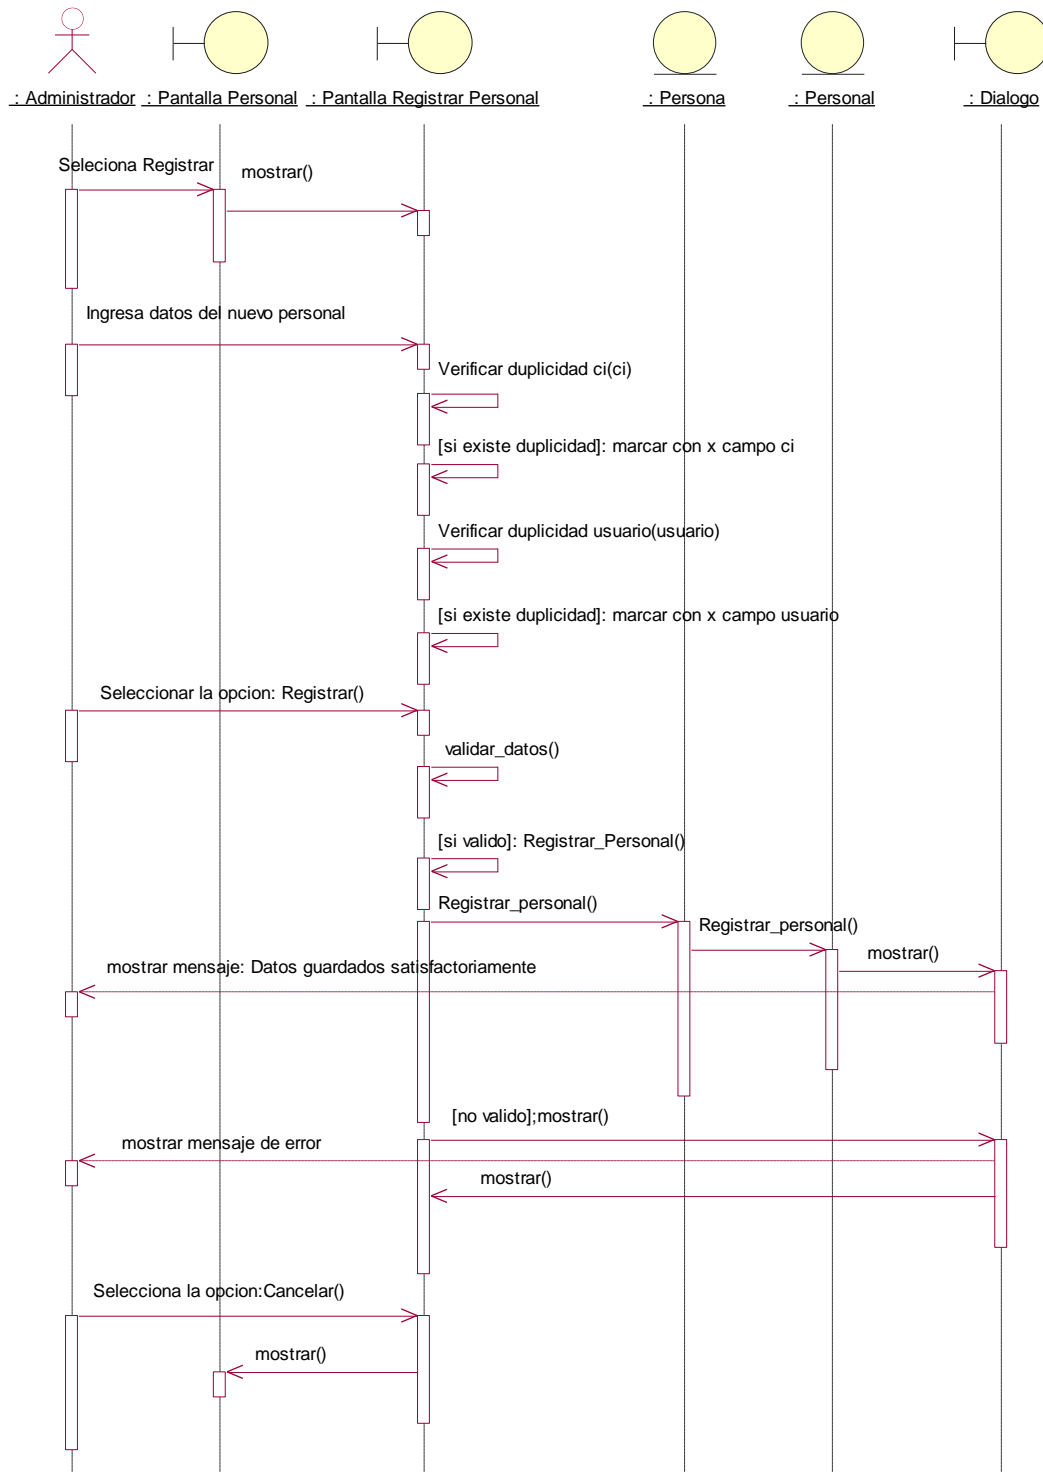 : Administrador
: Pantalla Personal
: Pantalla Registrar Personal
: Persona
: Personal
: Dialogo
Seleciona Registrar
mostrar()
Ingresa datos del nuevo personal
Verificar duplicidad ci(ci)
[si existe duplicidad]: marcar con x campo ci
Verificar duplicidad usuario(usuario)
[si existe duplicidad]: marcar con x campo usuario
Seleccionar la opcion: Registrar()
validar_datos()
[si valido]: Registrar_Personal()
Registrar_personal()
Registrar_personal()
mostrar()
mostrar mensaje: Datos guardados satisfactoriamente
[no valido];mostrar()
mostrar mensaje de error
mostrar()
Selecciona la opcion:Cancelar()
mostrar()